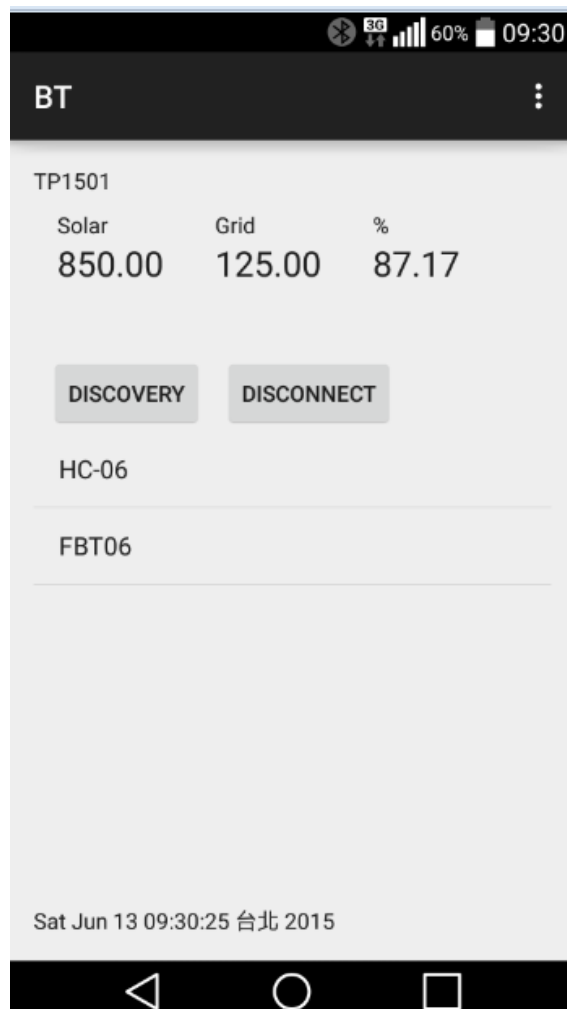 3G 60% 09:30
BT
TP1501
Solar Grid %
850.00 125.00 87.17
DISCOVERY DISCONNECT
HC-06
FBT06
Sat Jun 13 09:30:25 台北 2015